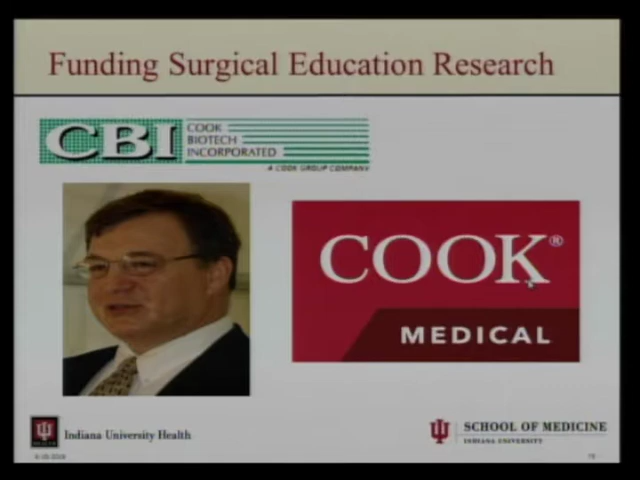 Funding Surgical Education Research
CBI
COOK
BIOTECH
INCORPORATED
A COOK GROUP COMPANY
COOK®
MEDICAL
Indiana University Health
SCHOOL OF MEDICINE
INDIANA UNIVERSITY